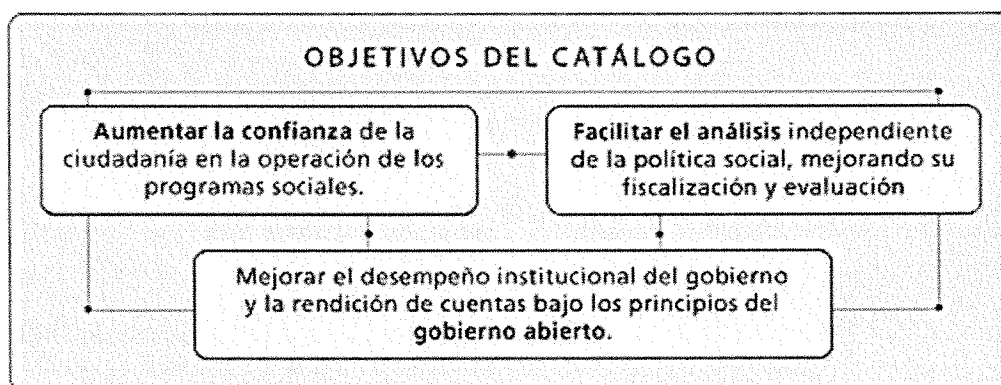 OBJETIVOS DEL CATÁLOGO
Aumentar la confianza de la
ciudadanía en la operación de los
programas sociales.
Facilitar el análisis independiente
de la política social, mejorando su
fiscalización y evaluación
Mejorar el desempeño institucional del gobierno
y la rendición de cuentas bajo los principios del
gobierno abierto.